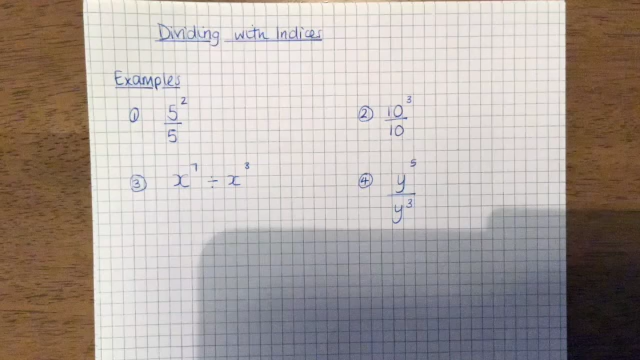 Dividing with Indices
Examples
① 5² / 5
② 10³ / 10
③ x⁷ ÷ x³
④ y⁵ / y³